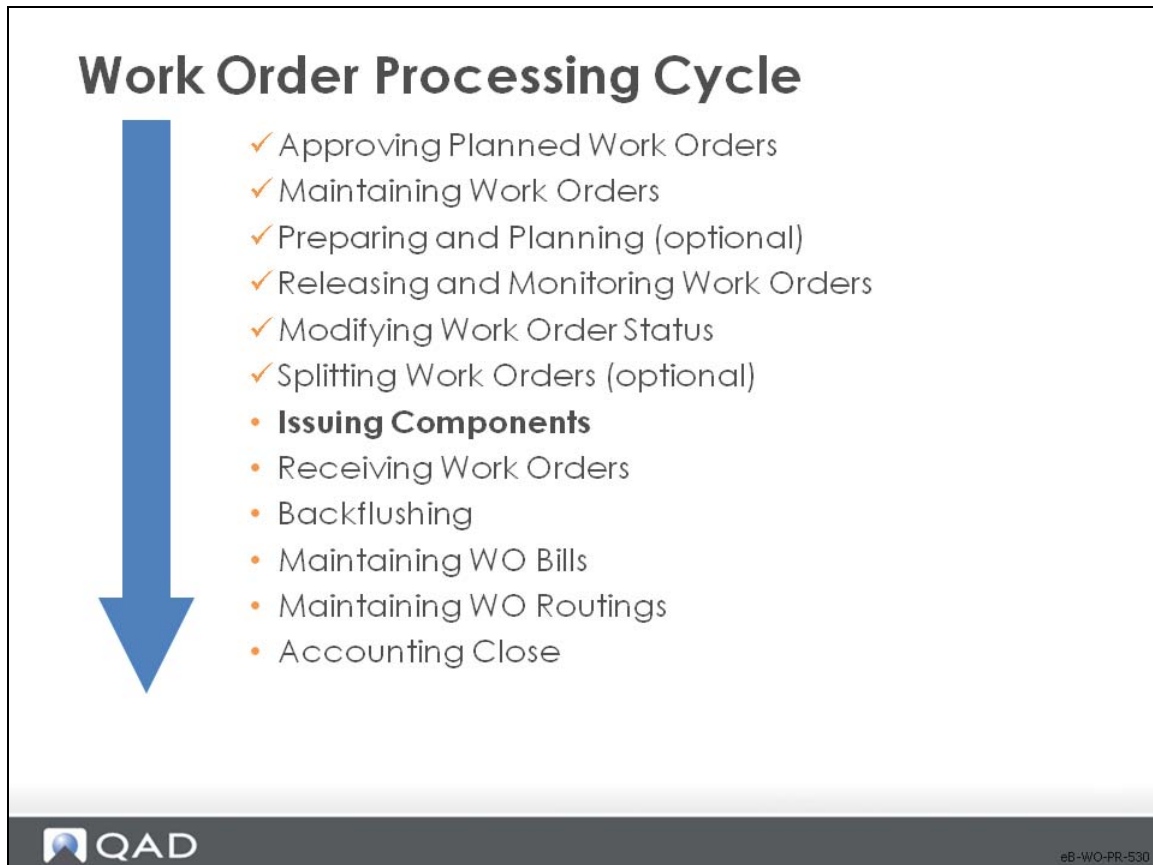 Work Order Processing Cycle
✓ Approving Planned Work Orders
✓ Maintaining Work Orders
✓ Preparing and Planning (optional)
✓ Releasing and Monitoring Work Orders
✓ Modifying Work Order Status
✓ Splitting Work Orders (optional)
• Issuing Components
• Receiving Work Orders
• Backflushing
• Maintaining WO Bills
• Maintaining WO Routings
• Accounting Close
QAD
eB-WO-PR-530